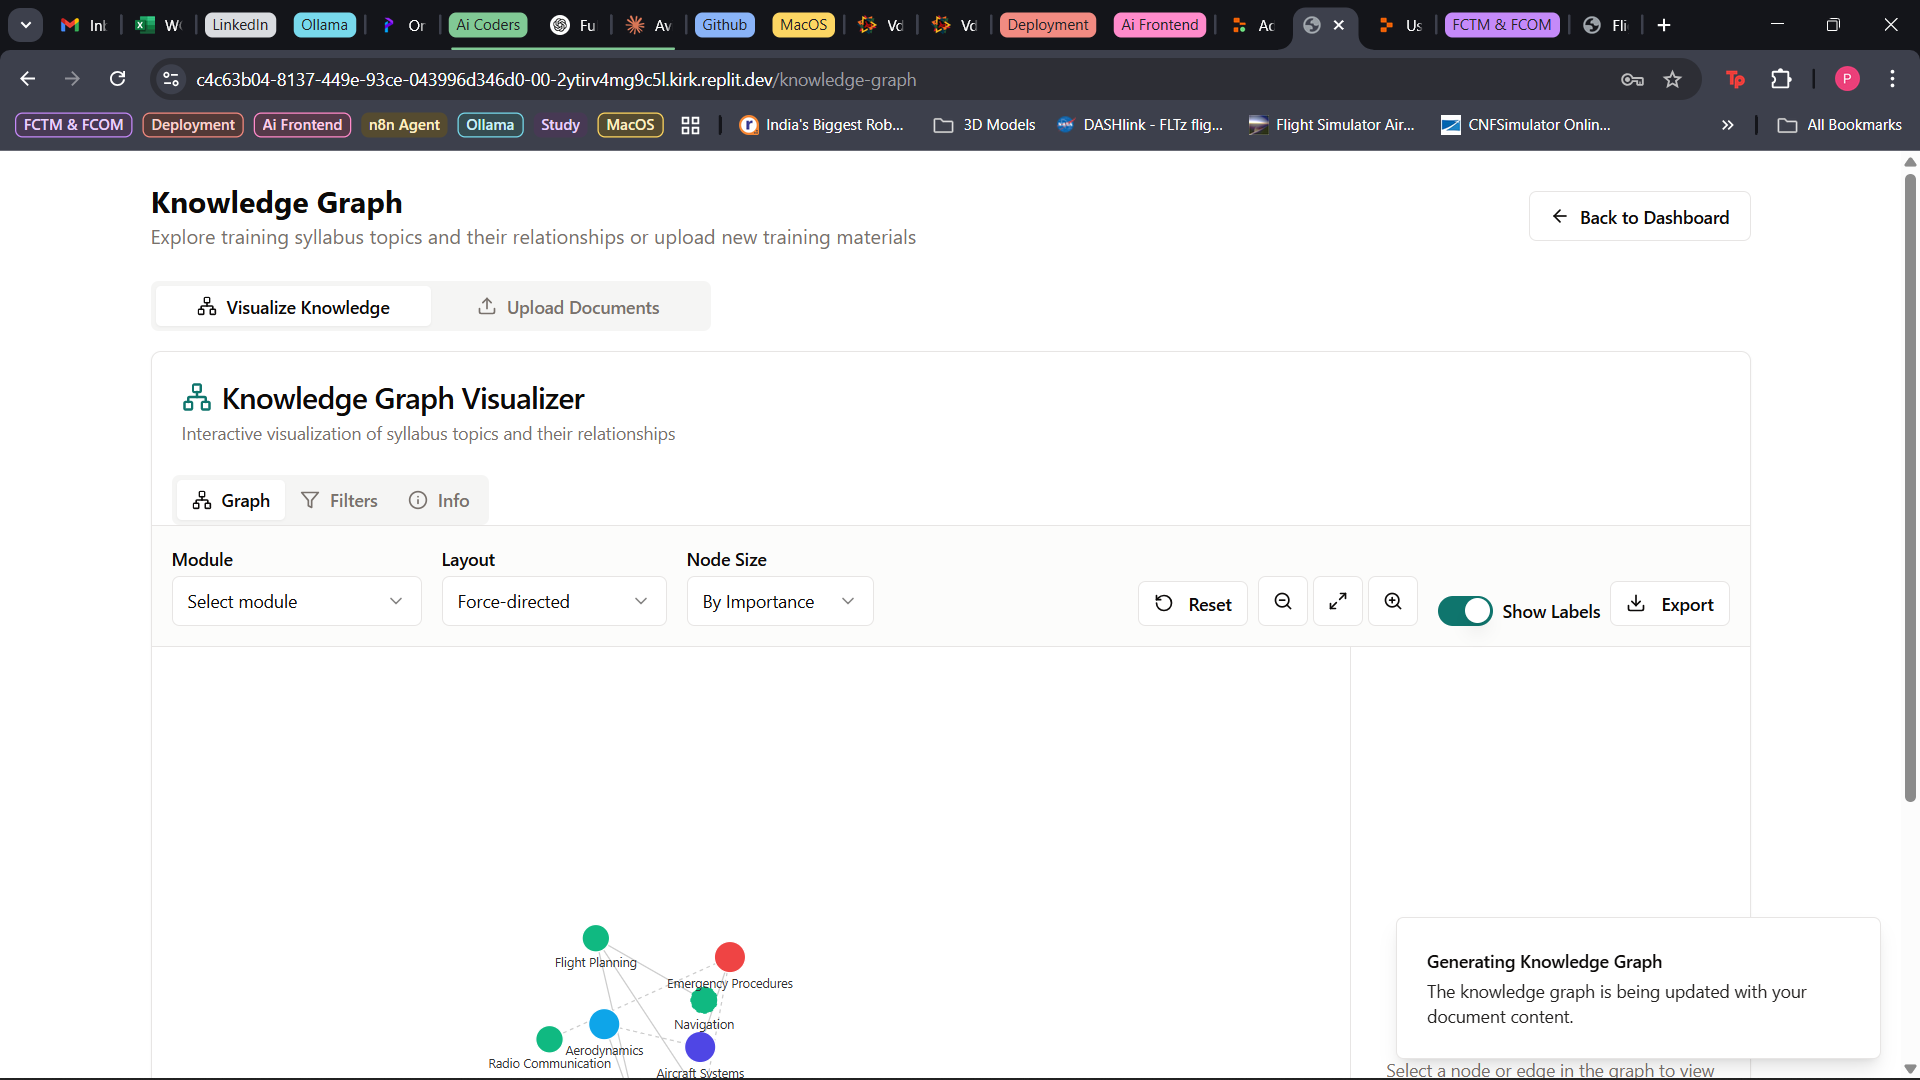 Int
Wo
LinkedIn
Ollama
Or
Ai Coders
Fu
Av
Github
MacOS
Vd
Vd
Deployment
Ai Frontend
Ad
Us
FCTM & FCOM
Fli
c4c63b04-8137-449e-93ce-043996d346d0-00-2ytirv4mg9c5l.kirk.replit.dev/knowledge-graph
P
FCTM & FCOM
Deployment
Ai Frontend
n8n Agent
Ollama
Study
MacOS
India's Biggest Rob...
3D Models
DASHlink - FLTz flig...
Flight Simulator Air...
CNFSimulator Onlin...
All Bookmarks
Knowledge Graph
Explore training syllabus topics and their relationships or upload new training materials
Back to Dashboard
Visualize Knowledge
Upload Documents
Knowledge Graph Visualizer
Interactive visualization of syllabus topics and their relationships
Graph
Filters
Info
Module
Layout
Node Size
Select module
Force-directed
By Importance
Reset
Show Labels
Export
Flight Planning
Emergency Procedures
Navigation
Aerodynamics
Radio Communication
Aircraft Systems
Generating Knowledge Graph
The knowledge graph is being updated with your
document content.
Select a node or edge in the graph to view